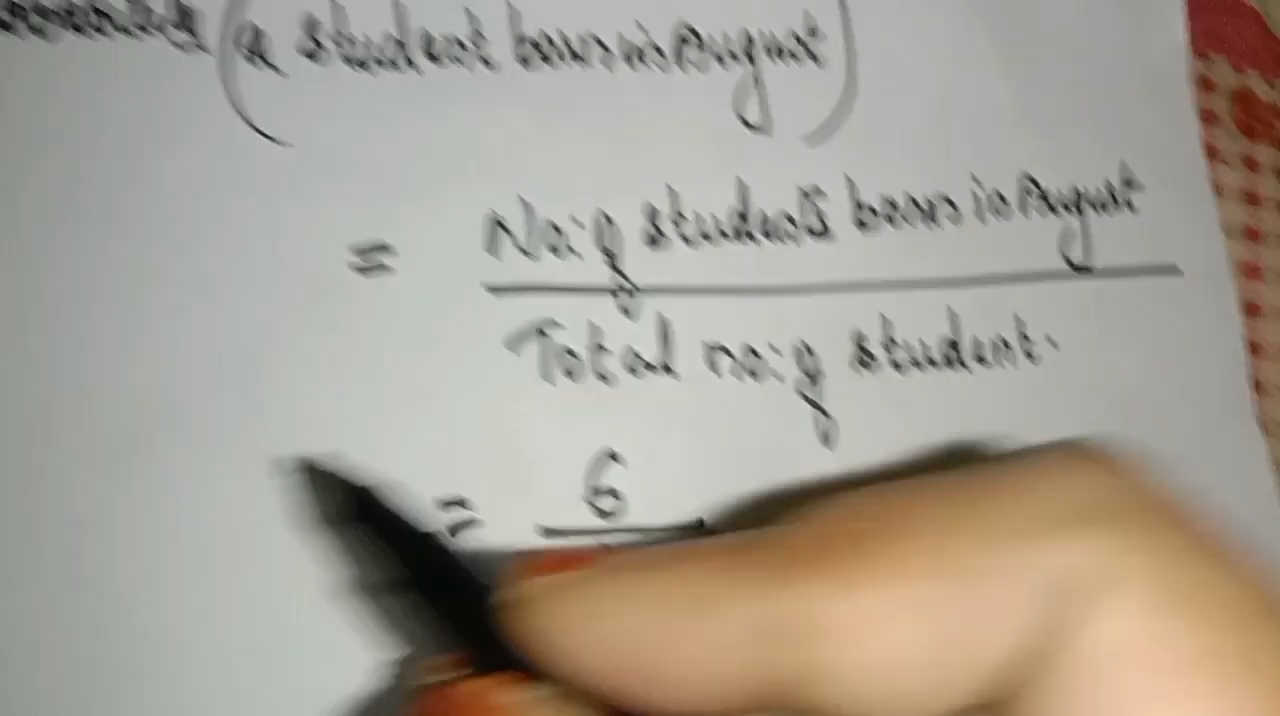 (a student born in August)
= No: of students born in August
Total no: of student.
= 6